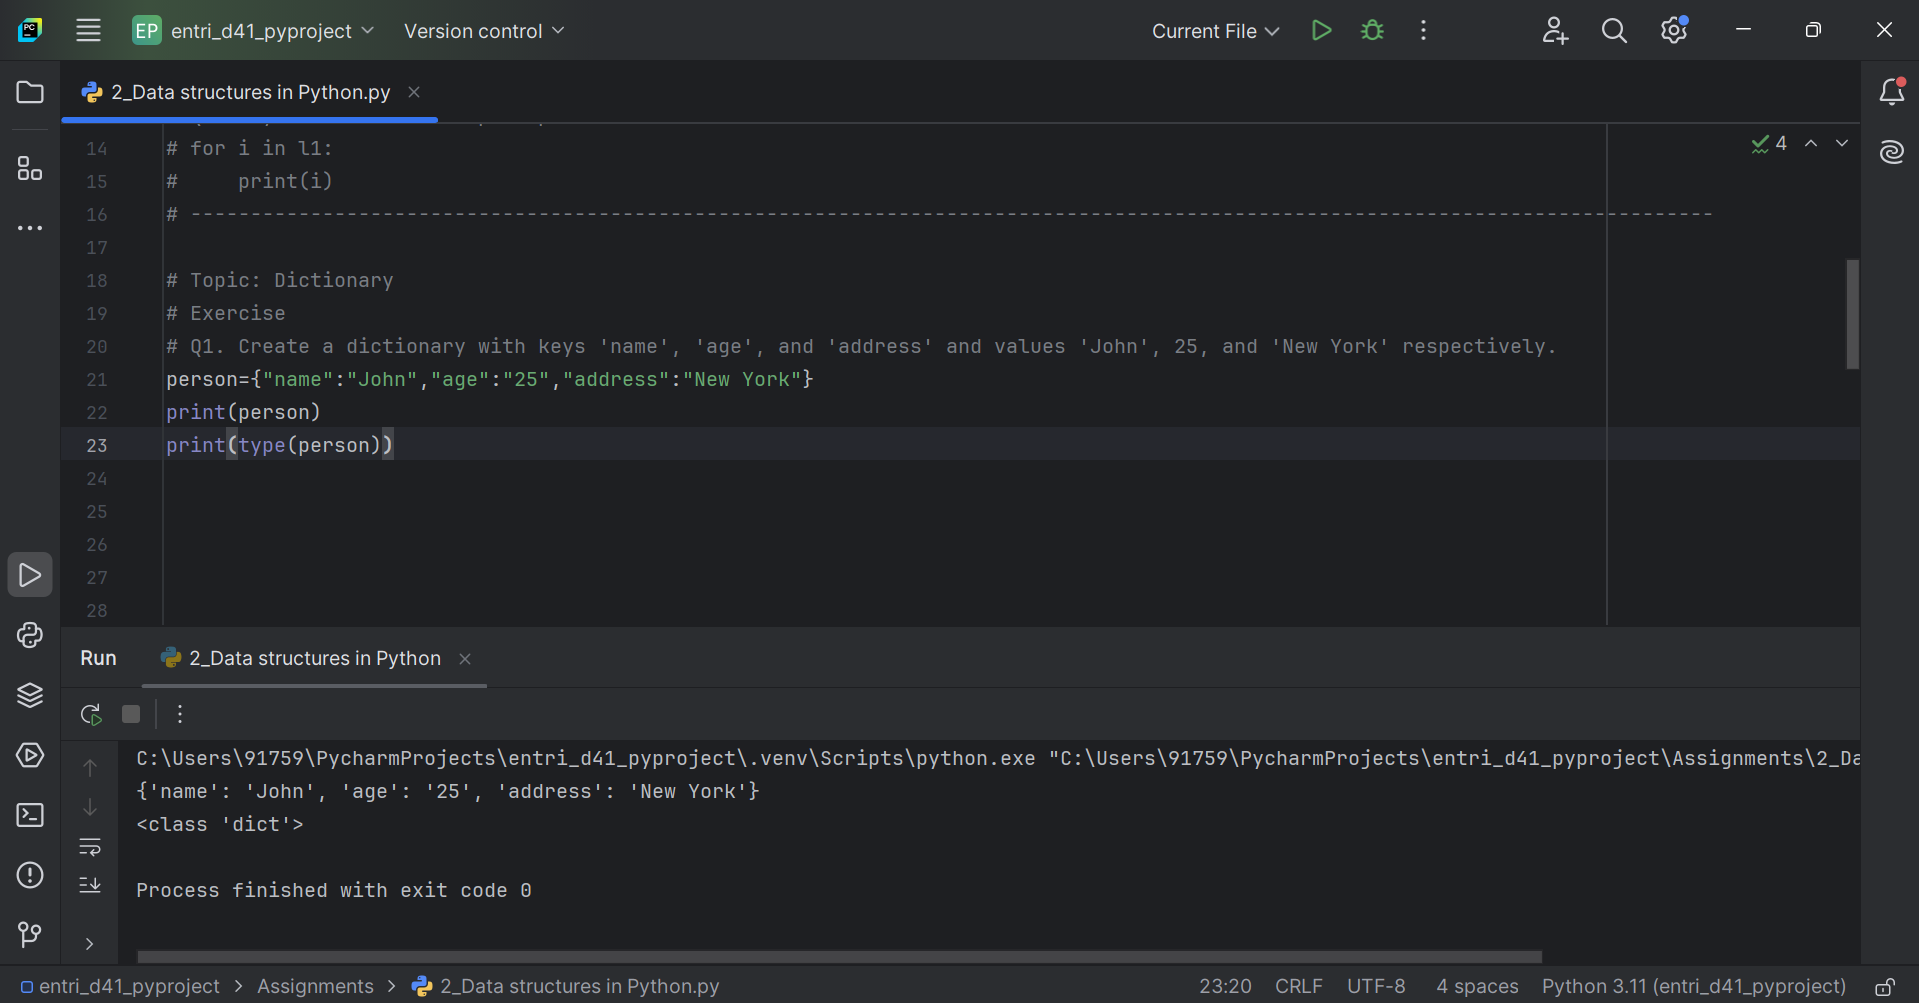 PC
EP entri_d41_pyproject Version control Current File
2_Data structures in Python.py
14 # for i in l1:
15 #     print(i)
16 # -------------------------------------------------------------------------------------------------------------------------------
17
18 # Topic: Dictionary
19 # Exercise
20 # Q1. Create a dictionary with keys 'name', 'age', and 'address' and values 'John', 25, and 'New York' respectively.
21 person={"name":"John","age":"25","address":"New York"}
22 print(person)
23 print(type(person))
24
25
26
27
28
4
Run 2_Data structures in Python
C:\Users\91759\PycharmProjects\entri_d41_pyproject\.venv\Scripts\python.exe "C:\Users\91759\PycharmProjects\entri_d41_pyproject\Assignments\2_Da
{'name': 'John', 'age': '25', 'address': 'New York'}
<class 'dict'>
Process finished with exit code 0
entri_d41_pyproject > Assignments > 2_Data structures in Python.py 23:20 CRLF UTF-8 4 spaces Python 3.11 (entri_d41_pyproject)